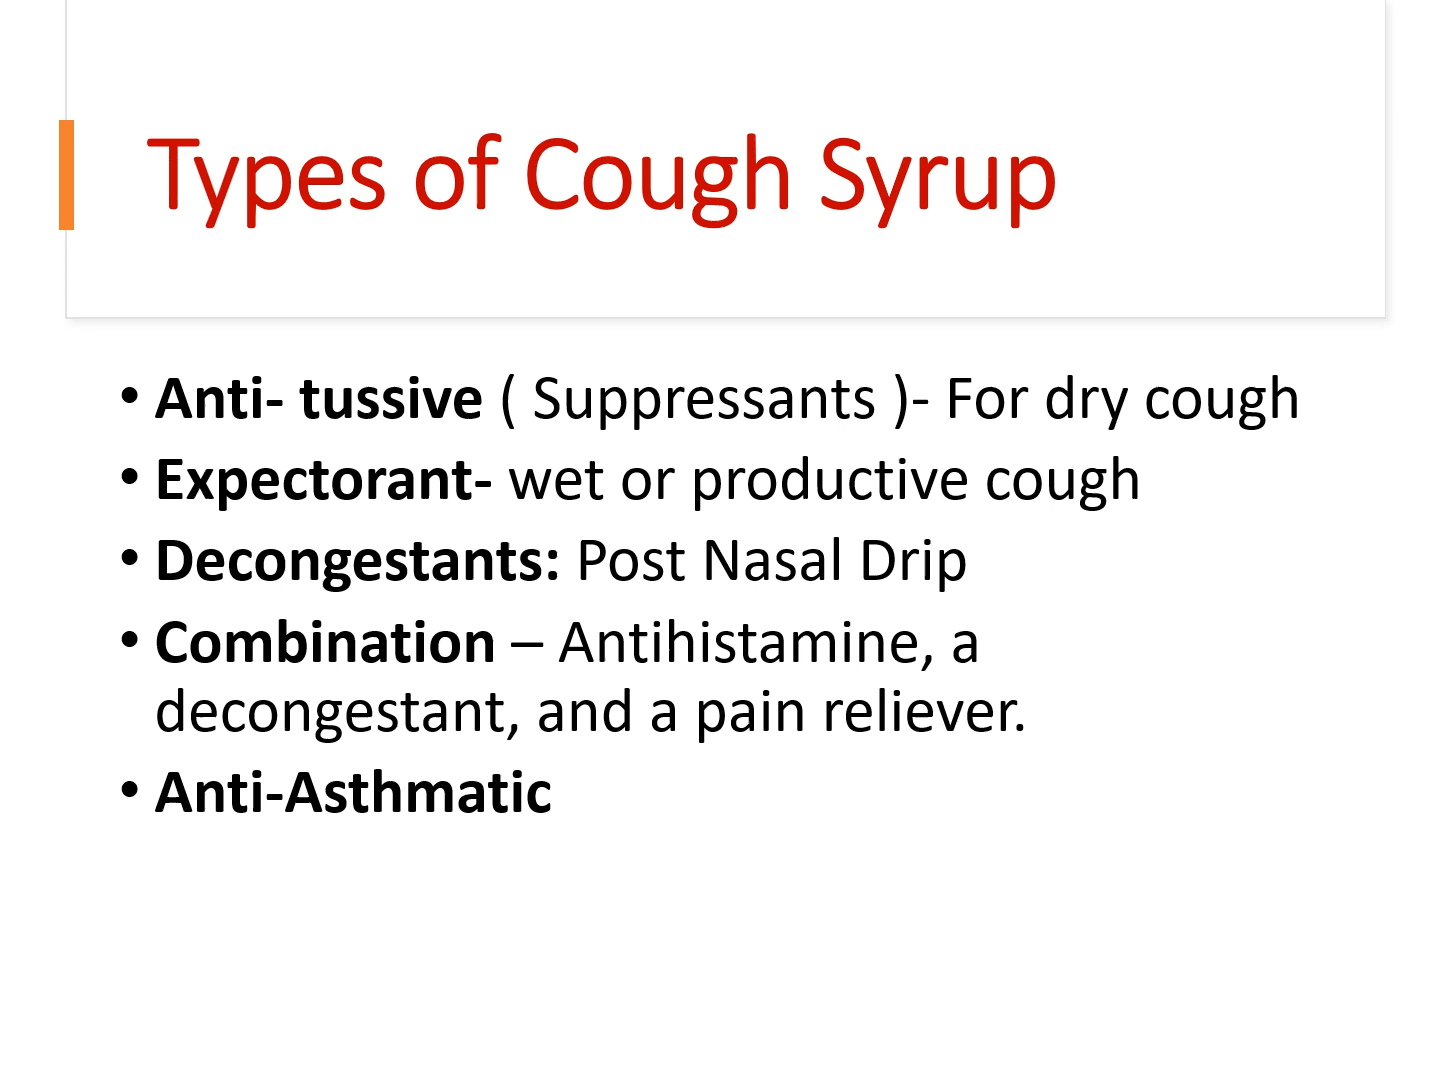 Types of Cough Syrup
• Anti- tussive ( Suppressants )- For dry cough
• Expectorant- wet or productive cough
• Decongestants: Post Nasal Drip
• Combination – Antihistamine, a
decongestant, and a pain reliever.
• Anti-Asthmatic